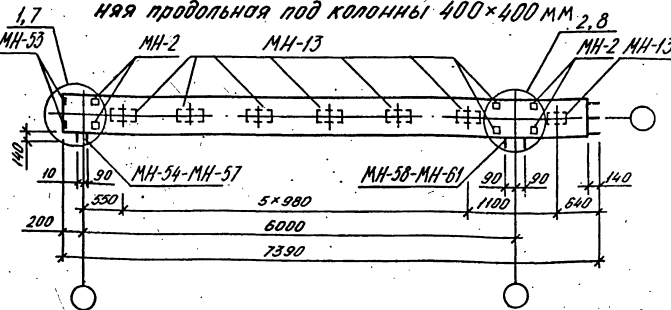 няя продольная под колонны 400×400 мм
1,7
2,8
МН-53
МН-2
МН-13
МН-2
МН-13
140
МН-54-МН-57
МН-58-МН-61
10
90
90
90
140
550
5×980
1100
640
200
6000
7390